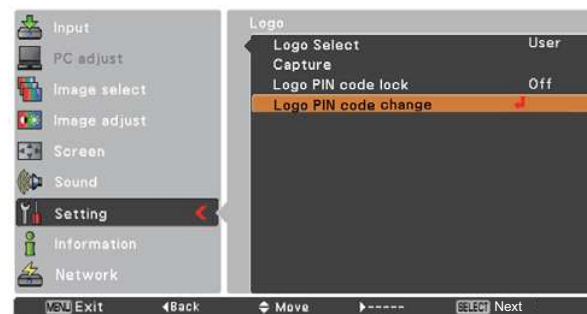 Input
PC adjust
Image select
Image adjust
Screen
Sound
Setting
Information
Network
Logo
Logo Select User
Capture
Logo PIN code lock Off
Logo PIN code change
MENU Exit ◀Back Move ▶----- SELECT Next